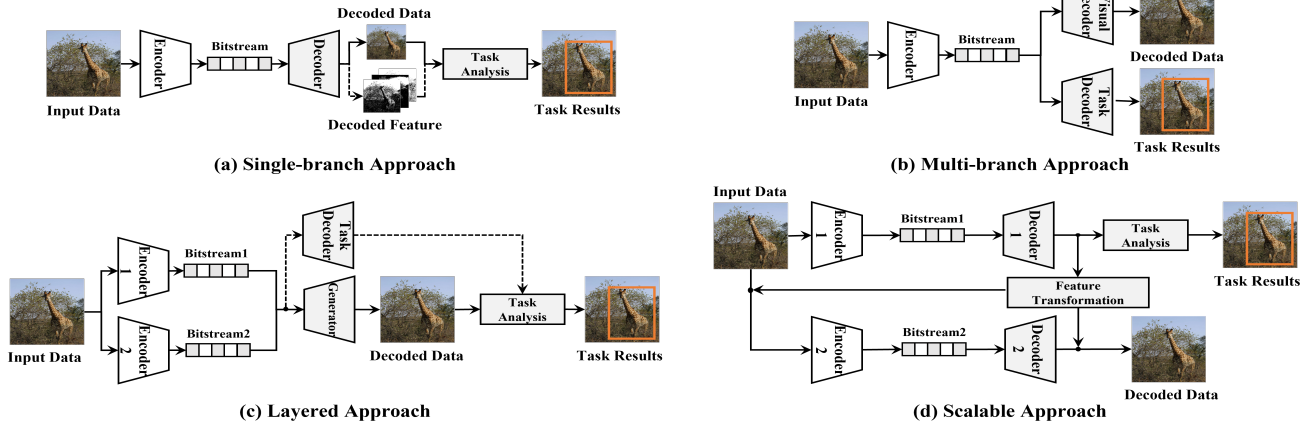 Decoded Data
Encoder
Bitstream
Decoder
Task
Analysis
Input Data
Decoded Feature
Task Results
(a) Single-branch Approach
Visual
Decoder
Decoded Data
Encoder
Bitstream
Input Data
Task
Decoder
Task Results
(b) Multi-branch Approach
Task
Decoder
Encoder
1
Bitstream1
Generator
Task
Analysis
Encoder
2
Bitstream2
Input Data
Decoded Data
Task Results
(c) Layered Approach
Input Data
Encoder
1
Bitstream1
Decoder
1
Task
Analysis
Task Results
Feature
Transformation
Encoder
2
Bitstream2
Decoder
2
Decoded Data
(d) Scalable Approach